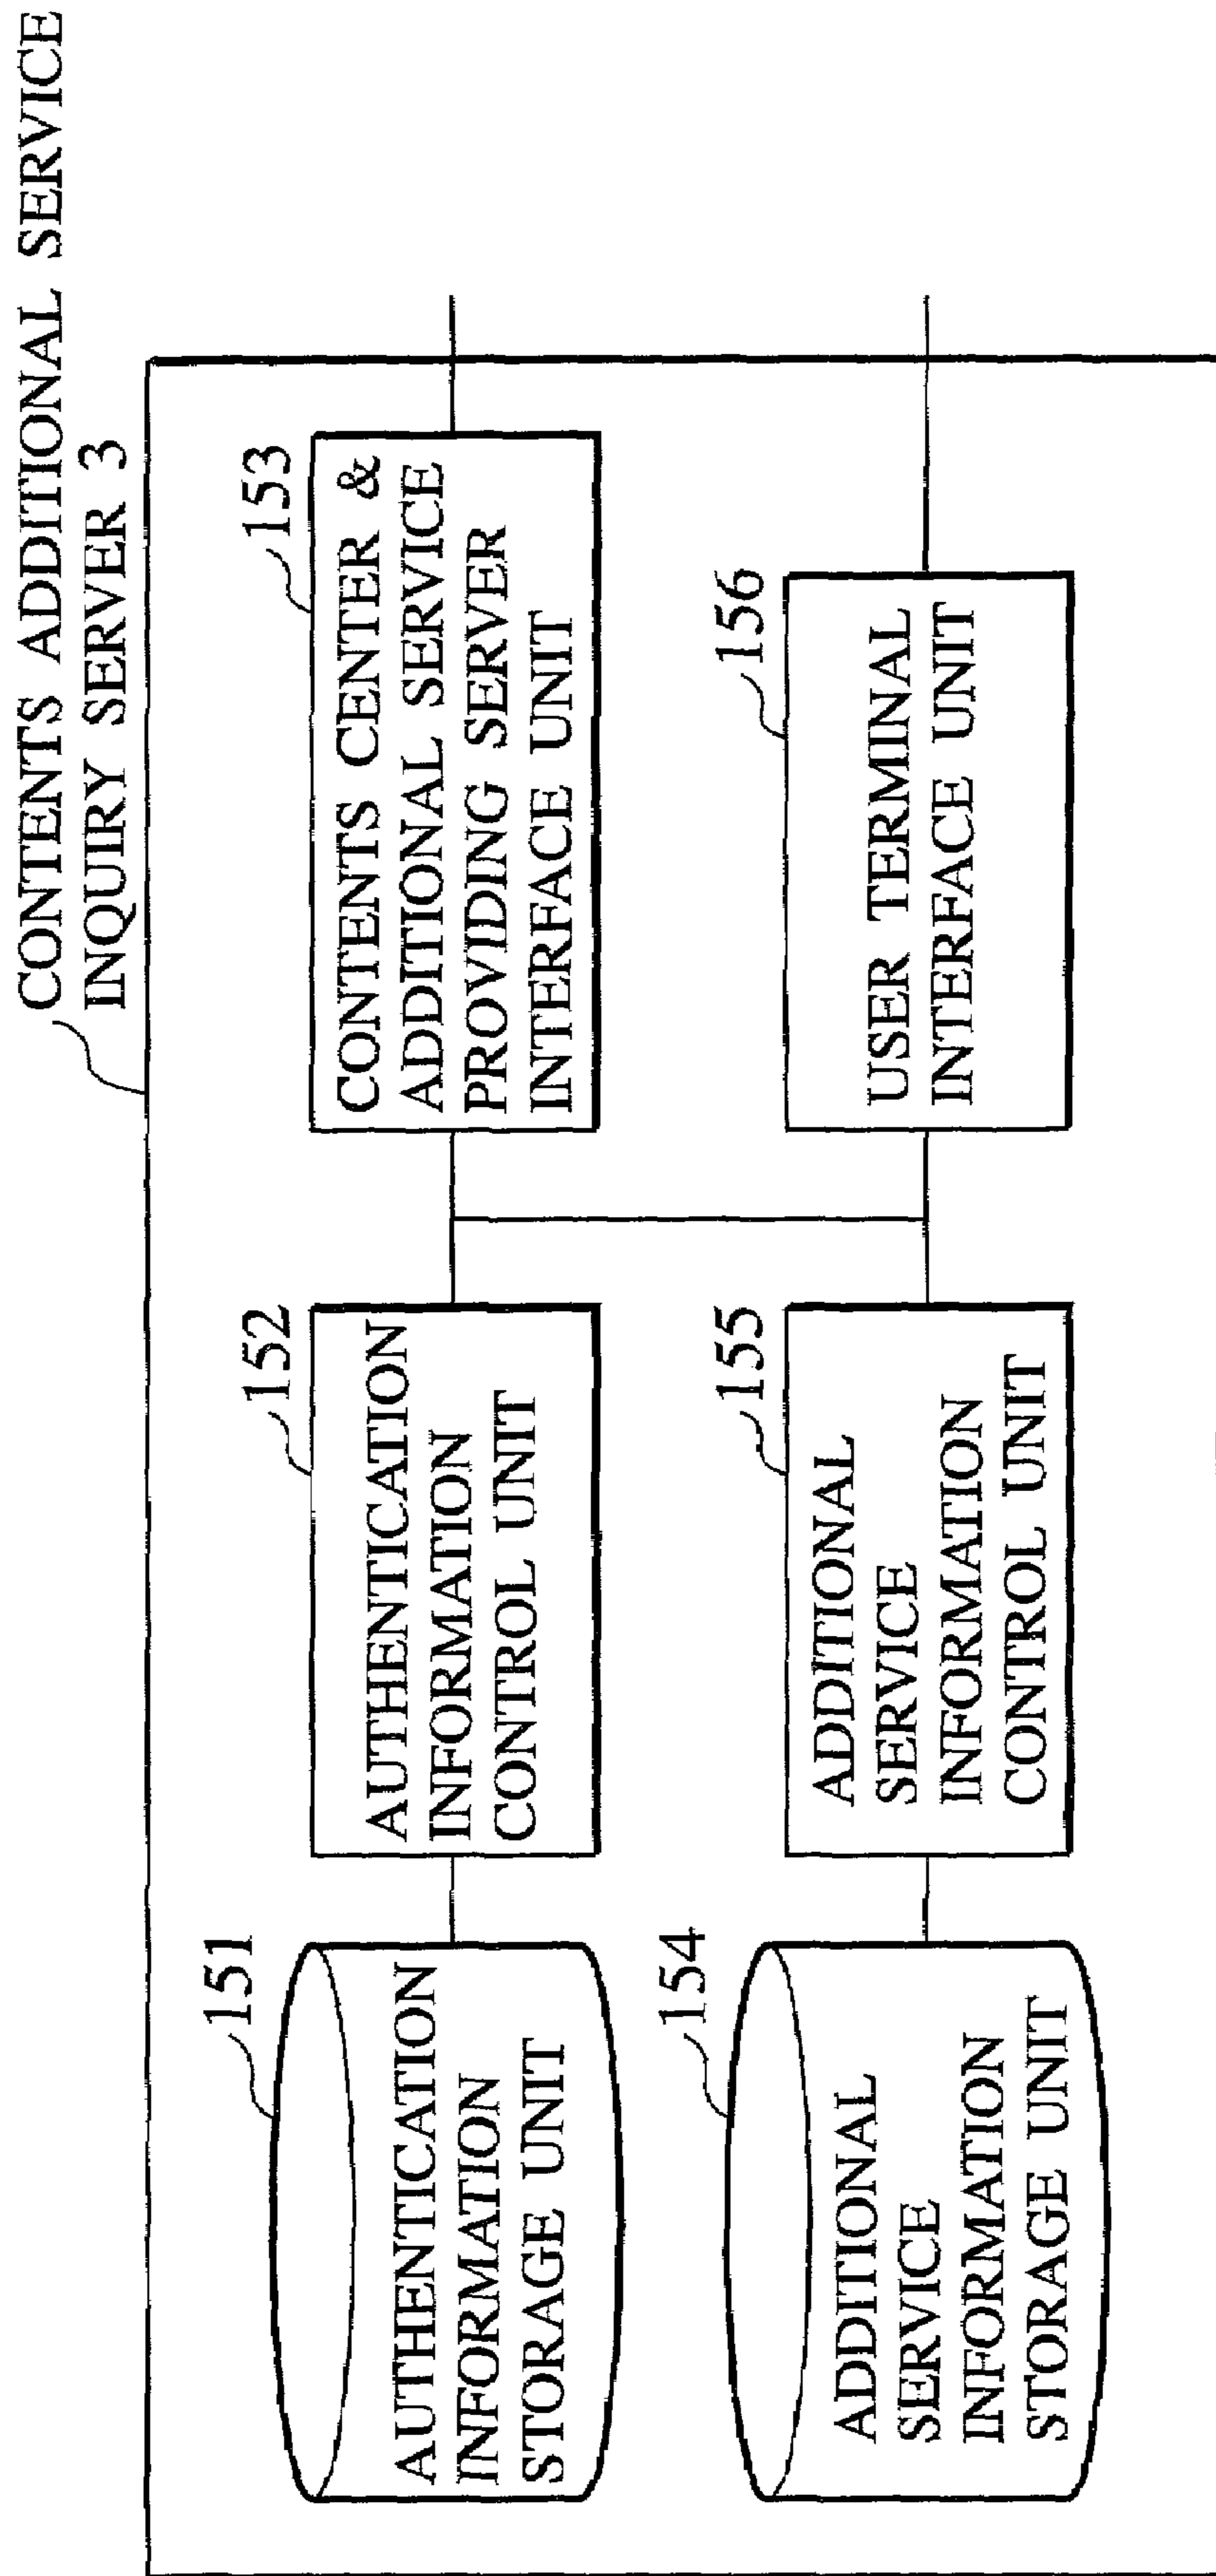 CONTENTS ADDITIONAL SERVICE
INQUIRY SERVER 3
151
AUTHENTICATION
INFORMATION
STORAGE UNIT
152
AUTHENTICATION
INFORMATION
CONTROL UNIT
153
CONTENTS CENTER &
ADDITIONAL SERVICE
PROVIDING SERVER
INTERFACE UNIT
154
ADDITIONAL
SERVICE
INFORMATION
STORAGE UNIT
155
ADDITIONAL
SERVICE
INFORMATION
CONTROL UNIT
156
USER TERMINAL
INTERFACE UNIT